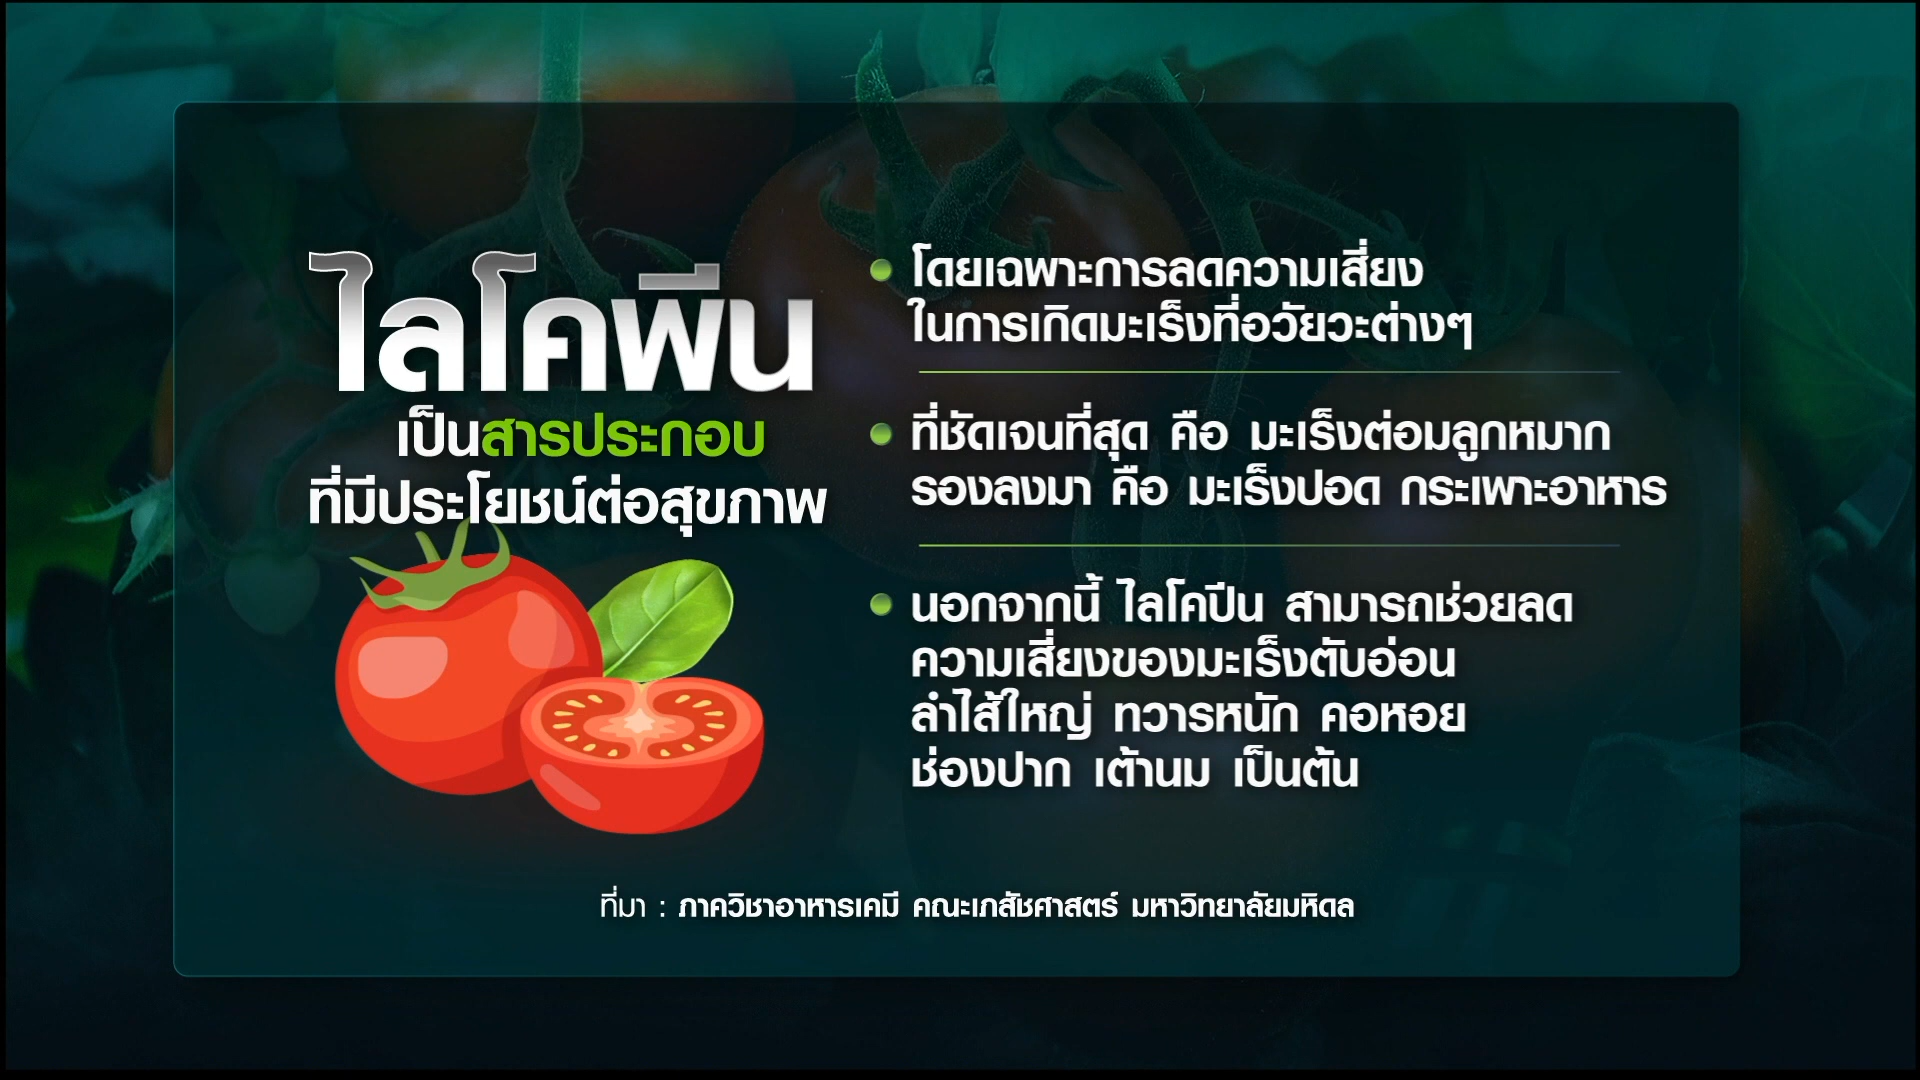 ไลโคพีน
เป็นสารประกอบ
ที่มีประโยชน์ต่อสุขภาพ
โดยเฉพาะการลดความเสี่ยง
ในการเกิดมะเร็งที่อวัยวะต่างๆ
ที่ชัดเจนที่สุด คือ มะเร็งต่อมลูกหมาก
รองลงมา คือ มะเร็งปอด กระเพาะอาหาร
นอกจากนี้ ไลโคปีน สามารถช่วยลด
ความเสี่ยงของมะเร็งตับอ่อน
ลำไส้ใหญ่ ทวารหนัก คอหอย
ช่องปาก เต้านม เป็นต้น
ที่มา : ภาควิชาอาหารเคมี คณะเภสัชศาสตร์ มหาวิทยาลัยมหิดล